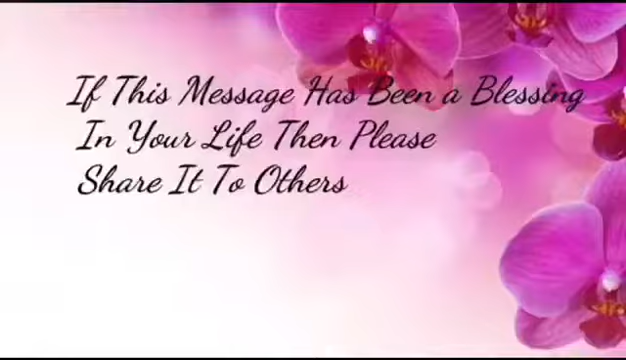 If This Message Has Been a Blessing
In Your Life Then Please
Share It To Others